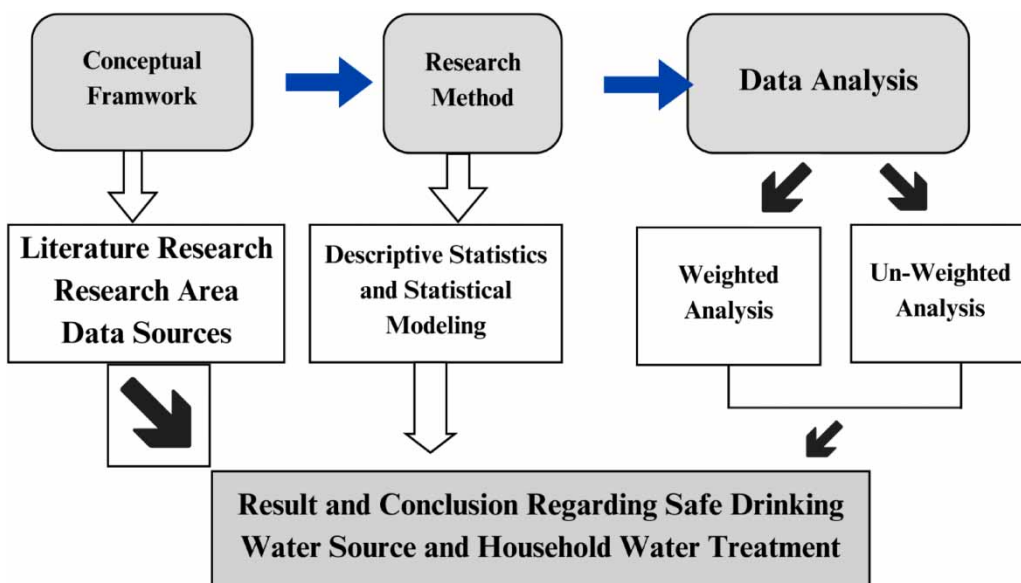 Conceptual
Framwork
Research
Method
Data Analysis
Literature Research
Research Area
Data Sources
Descriptive Statistics
and Statistical
Modeling
Weighted
Analysis
Un-Weighted
Analysis
Result and Conclusion Regarding Safe Drinking
Water Source and Household Water Treatment